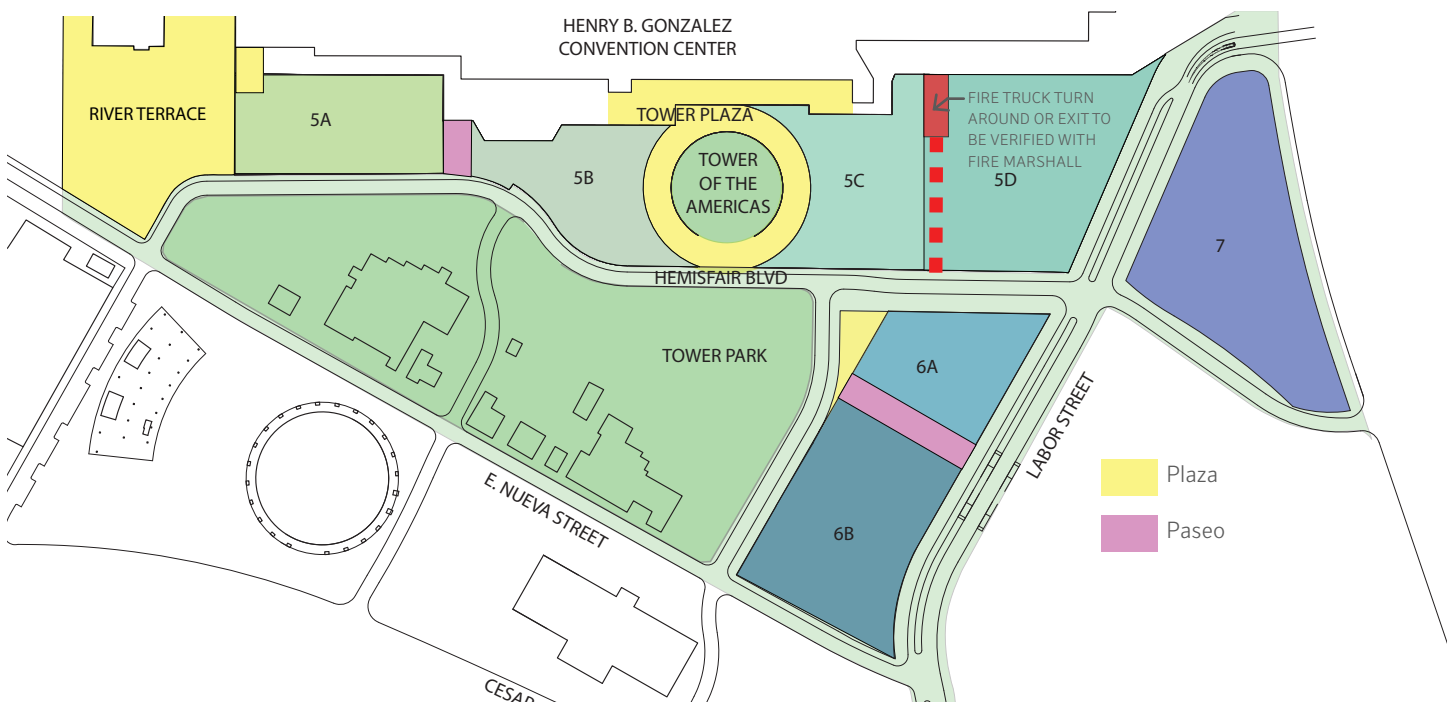 HENRY B. GONZALEZ
CONVENTION CENTER
RIVER TERRACE
5A
TOWER PLAZA
FIRE TRUCK TURN
AROUND OR EXIT TO
BE VERIFIED WITH
FIRE MARSHALL
5B
TOWER
OF THE
AMERICAS
5C
5D
7
HEMISFAIR BLVD
TOWER PARK
6A
6B
LABOR STREET
E. NUEVA STREET
Plaza
Paseo
CESAR